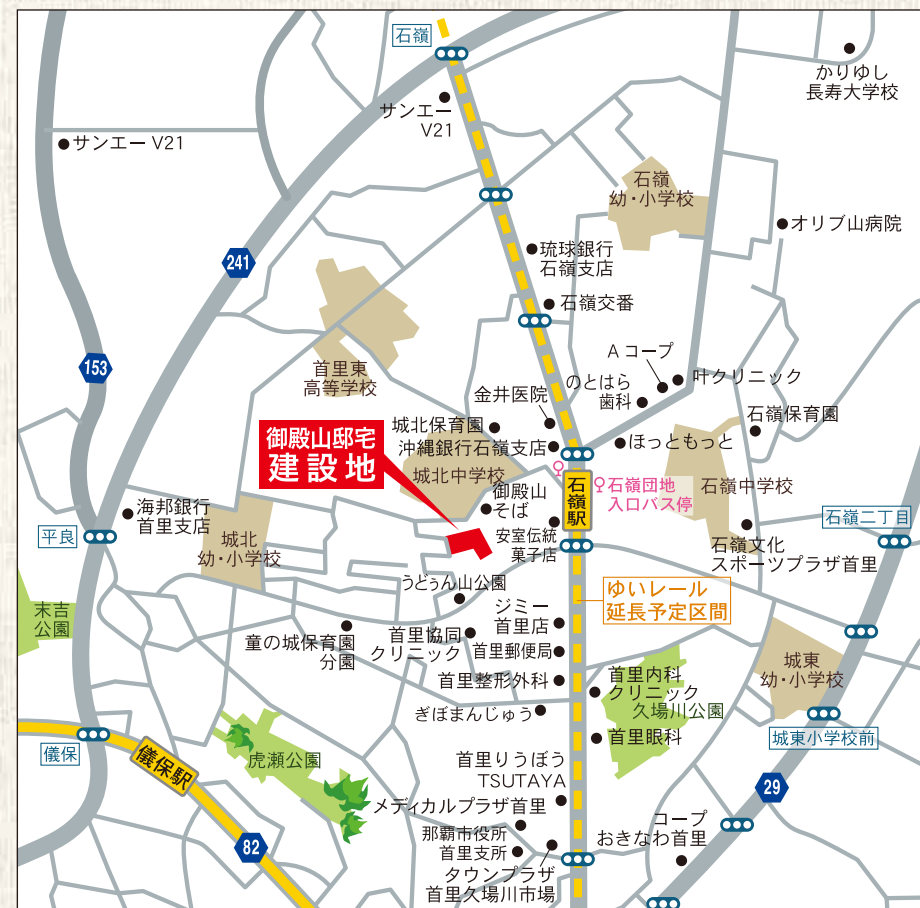 石嶺
かりゆし
長寿大学校
サンエー
V21
サンエー V21
石嶺
幼・小学校
オリブ山病院
241
琉球銀行
石嶺支店
石嶺交番
153
首里東
高等学校
A コープ
叶クリニック
のとはら
歯科
金井医院
石嶺保育園
城北保育園
沖縄銀行石嶺支店
ほっともっと
御殿山邸宅
建設地
城北中学校
石嶺駅
石嶺団地
入口バス停
石嶺中学校
御殿山
そば
海邦銀行
首里支店
石嶺二丁目
平良
城北
幼・小学校
安室伝統
菓子店
石嶺文化
スポーツプラザ首里
うどぅん山公園
ゆいレール
延長予定区間
末吉
公園
ジミー
首里店
童の城保育園
分園
首里協同
クリニック
首里郵便局
城東
幼・小学校
首里整形外科
首里内科
クリニック
久場川公園
ぎぼまんじゅう
首里眼科
城東小学校前
儀保
儀保駅
虎瀬公園
首里りうぼう
TSUTAYA
29
メディカルプラザ首里
コープ
おきなわ首里
82
那覇市役所
首里支所
タウンプラザ
首里久場川市場